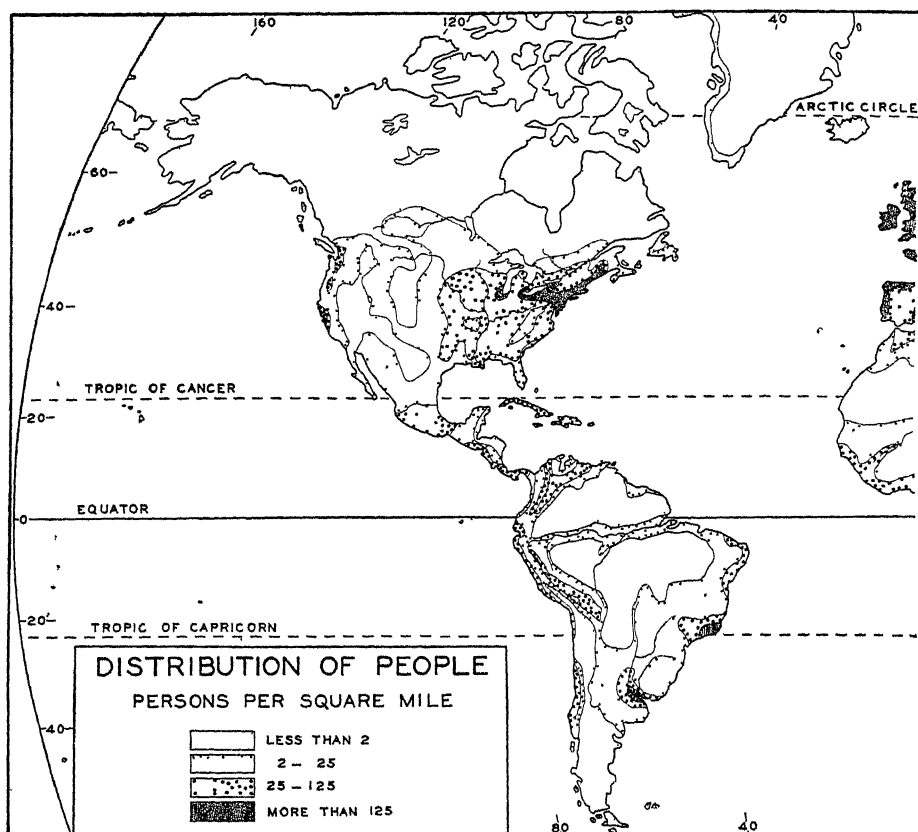 160 120 80 40 0
ARCTIC CIRCLE
60
40
TROPIC OF CANCER
20
EQUATOR
0
TROPIC OF CAPRICORN
20
DISTRIBUTION OF PEOPLE
PERSONS PER SQUARE MILE
40
LESS THAN 2
2 – 25
25 – 125
MORE THAN 125
80 40